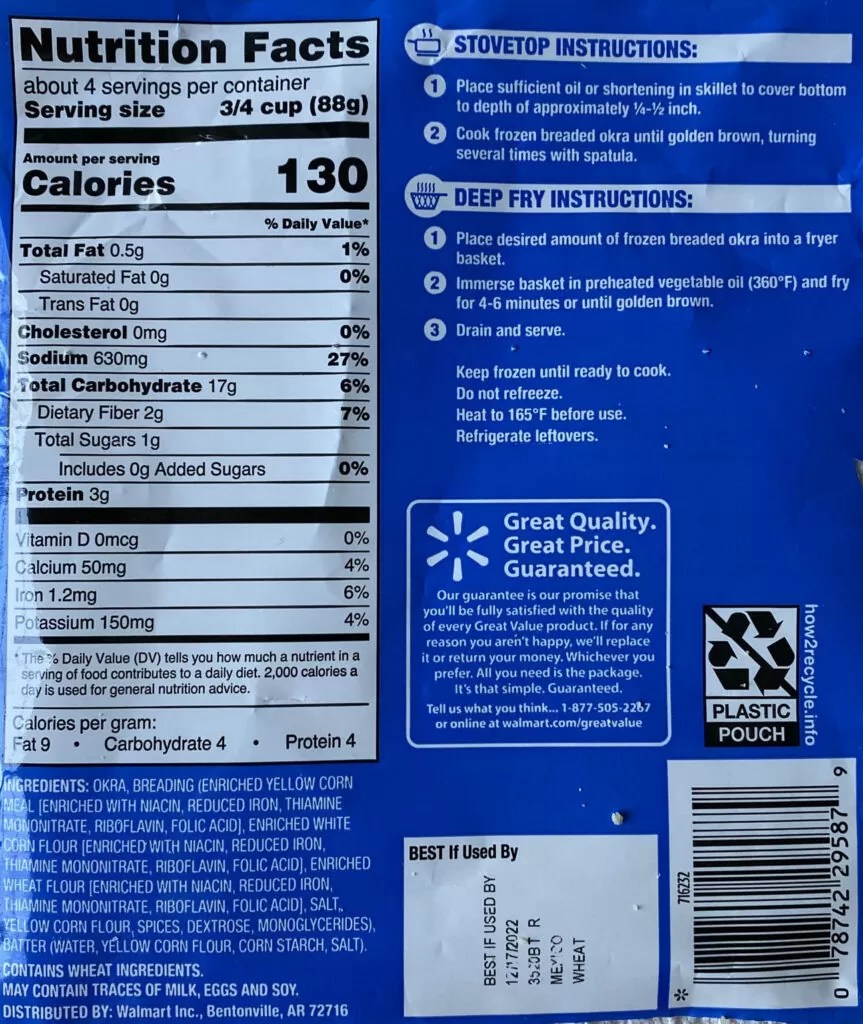 Nutrition Facts
about 4 servings per container
Serving size 3/4 cup (88g)
Amount per serving
Calories 130
% Daily Value*
Total Fat 0.5g 1%
Saturated Fat 0g 0%
Trans Fat 0g
Cholesterol 0mg 0%
Sodium 630mg 27%
Total Carbohydrate 17g 6%
Dietary Fiber 2g 7%
Total Sugars 1g
Includes 0g Added Sugars 0%
Protein 3g
Vitamin D 0mcg 0%
Calcium 50mg 4%
Iron 1.2mg 6%
Potassium 150mg 4%
*The % Daily Value (DV) tells you how much a nutrient in a
serving of food contributes to a daily diet. 2,000 calories a
day is used for general nutrition advice.
Calories per gram:
Fat 9 • Carbohydrate 4 • Protein 4
INGREDIENTS: OKRA, BREADING (ENRICHED YELLOW CORN
MEAL [ENRICHED WITH NIACIN, REDUCED IRON, THIAMINE
MONONITRATE, RIBOFLAVIN, FOLIC ACID], ENRICHED WHITE
CORN FLOUR [ENRICHED WITH NIACIN, REDUCED IRON,
THIAMINE MONONITRATE, RIBOFLAVIN, FOLIC ACID], ENRICHED
WHEAT FLOUR [ENRICHED WITH NIACIN, REDUCED IRON,
THIAMINE MONONITRATE, RIBOFLAVIN, FOLIC ACID], SALT,
YELLOW CORN FLOUR, SPICES, DEXTROSE, MONOGLYCERIDES),
BATTER (WATER, YELLOW CORN FLOUR, CORN STARCH, SALT).
CONTAINS WHEAT INGREDIENTS.
MAY CONTAIN TRACES OF MILK, EGGS AND SOY.
DISTRIBUTED BY: Walmart Inc., Bentonville, AR 72716
STOVETOP INSTRUCTIONS:
1 Place sufficient oil or shortening in skillet to cover bottom
to depth of approximately ¼-½ inch.
2 Cook frozen breaded okra until golden brown, turning
several times with spatula.
DEEP FRY INSTRUCTIONS:
1 Place desired amount of frozen breaded okra into a fryer
basket.
2 Immerse basket in preheated vegetable oil (360°F) and fry
for 4-6 minutes or until golden brown.
3 Drain and serve.
Keep frozen until ready to cook.
Do not refreeze.
Heat to 165°F before use.
Refrigerate leftovers.
Great Quality.
Great Price.
Guaranteed.
Our guarantee is our promise that
you'll be fully satisfied with the quality
of every Great Value product. If for any
reason you aren't happy, we'll replace
it or return your money. Whichever you
prefer. All you need is the package.
It's that simple. Guaranteed.
Tell us what you think... 1-877-505-2267
or online at walmart.com/greatvalue
how2recycle.info
PLASTIC
POUCH
BEST If Used By
BEST IF USED BY
12/17/2022
R
MEXICO
WHEAT
716232
0 78742 29587 9